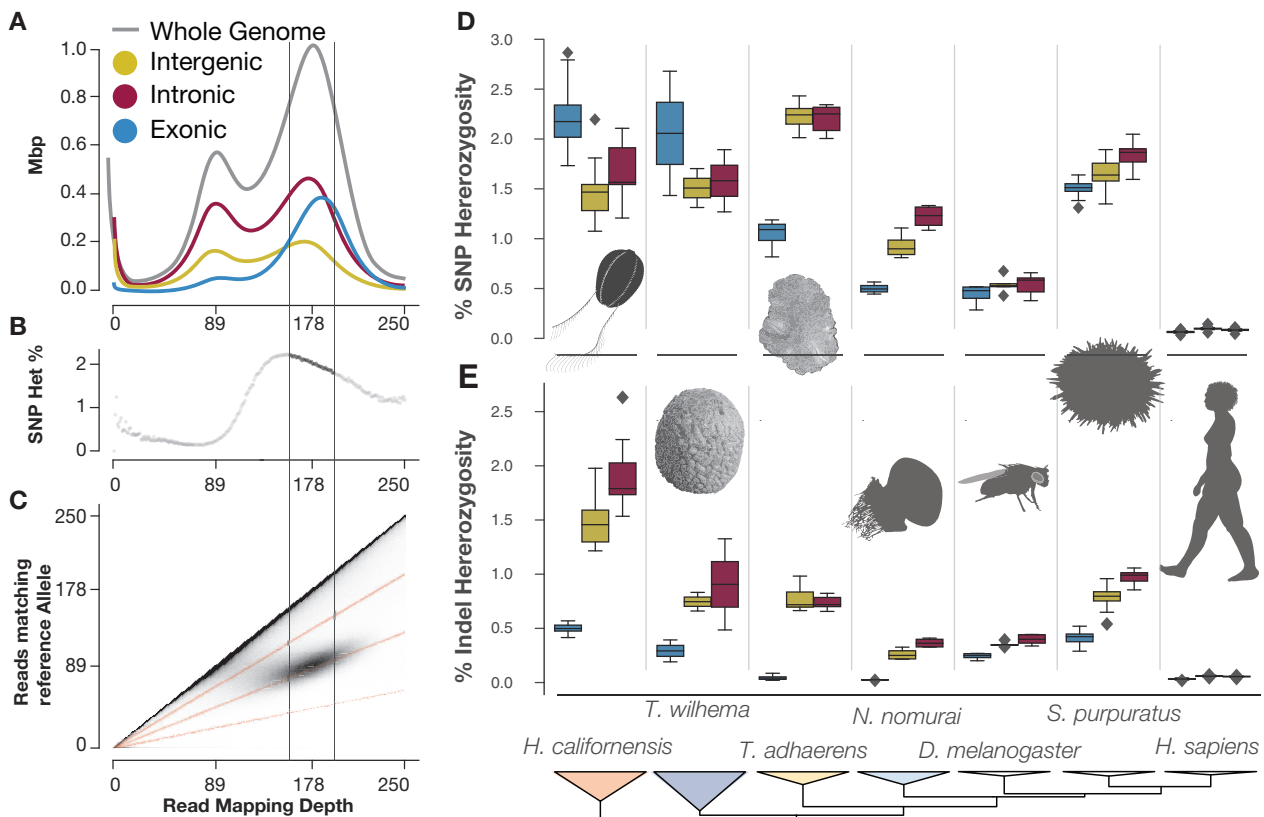 A
Whole Genome
Intergenic
Intronic
Exonic
Mbp
1.0
0.8
0.6
0.4
0.2
0.0
0 89 178 250
B
SNP Het %
2
1
0
0 89 178 250
C
Reads matching
reference Allele
250
178
89
0
0 89 178 250
Read Mapping Depth
D
% SNP Hererozygosity
3.0
2.5
2.0
1.5
1.0
0.5
0.0
E
% Indel Hererozygosity
2.5
2.0
1.5
1.0
0.5
0.0
T. wilhema N. nomurai S. purpuratus
H. californensis T. adhaerens D. melanogaster H. sapiens